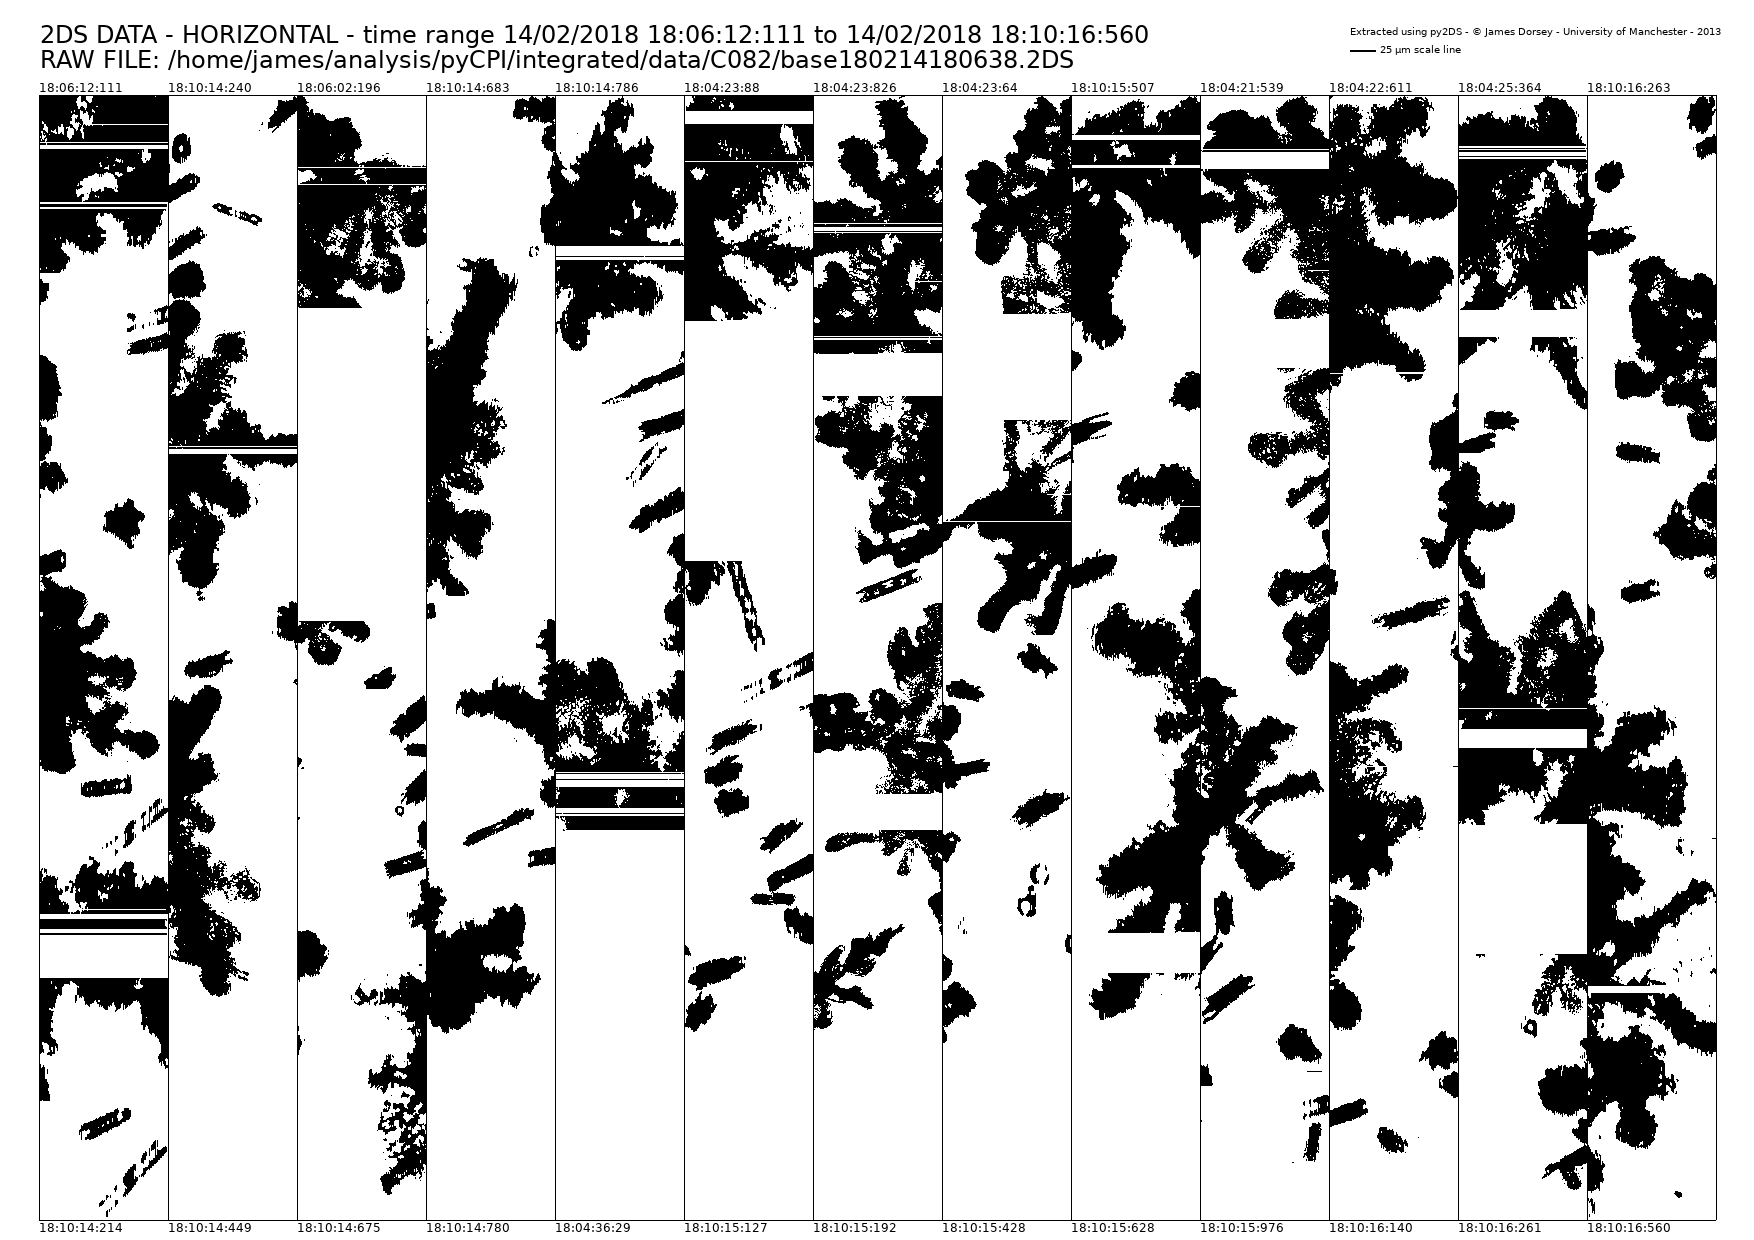 2DS DATA - HORIZONTAL - time range 14/02/2018 18:06:12:111 to 14/02/2018 18:10:16:560
RAW FILE: /home/james/analysis/pyCPI/integrated/data/C082/base180214180638.2DS
Extracted using py2DS - © James Dorsey - University of Manchester - 2013
25 µm scale line
18:06:12:111 18:10:14:240 18:06:02:196 18:10:14:683 18:10:14:786 18:04:23:88 18:04:23:826 18:04:23:64 18:10:15:507 18:04:21:539 18:04:22:611 18:04:25:364 18:10:16:263
18:10:14:214 18:10:14:449 18:10:14:675 18:10:14:780 18:04:36:29 18:10:15:127 18:10:15:192 18:10:15:428 18:10:15:628 18:10:15:976 18:10:16:140 18:10:16:261 18:10:16:560